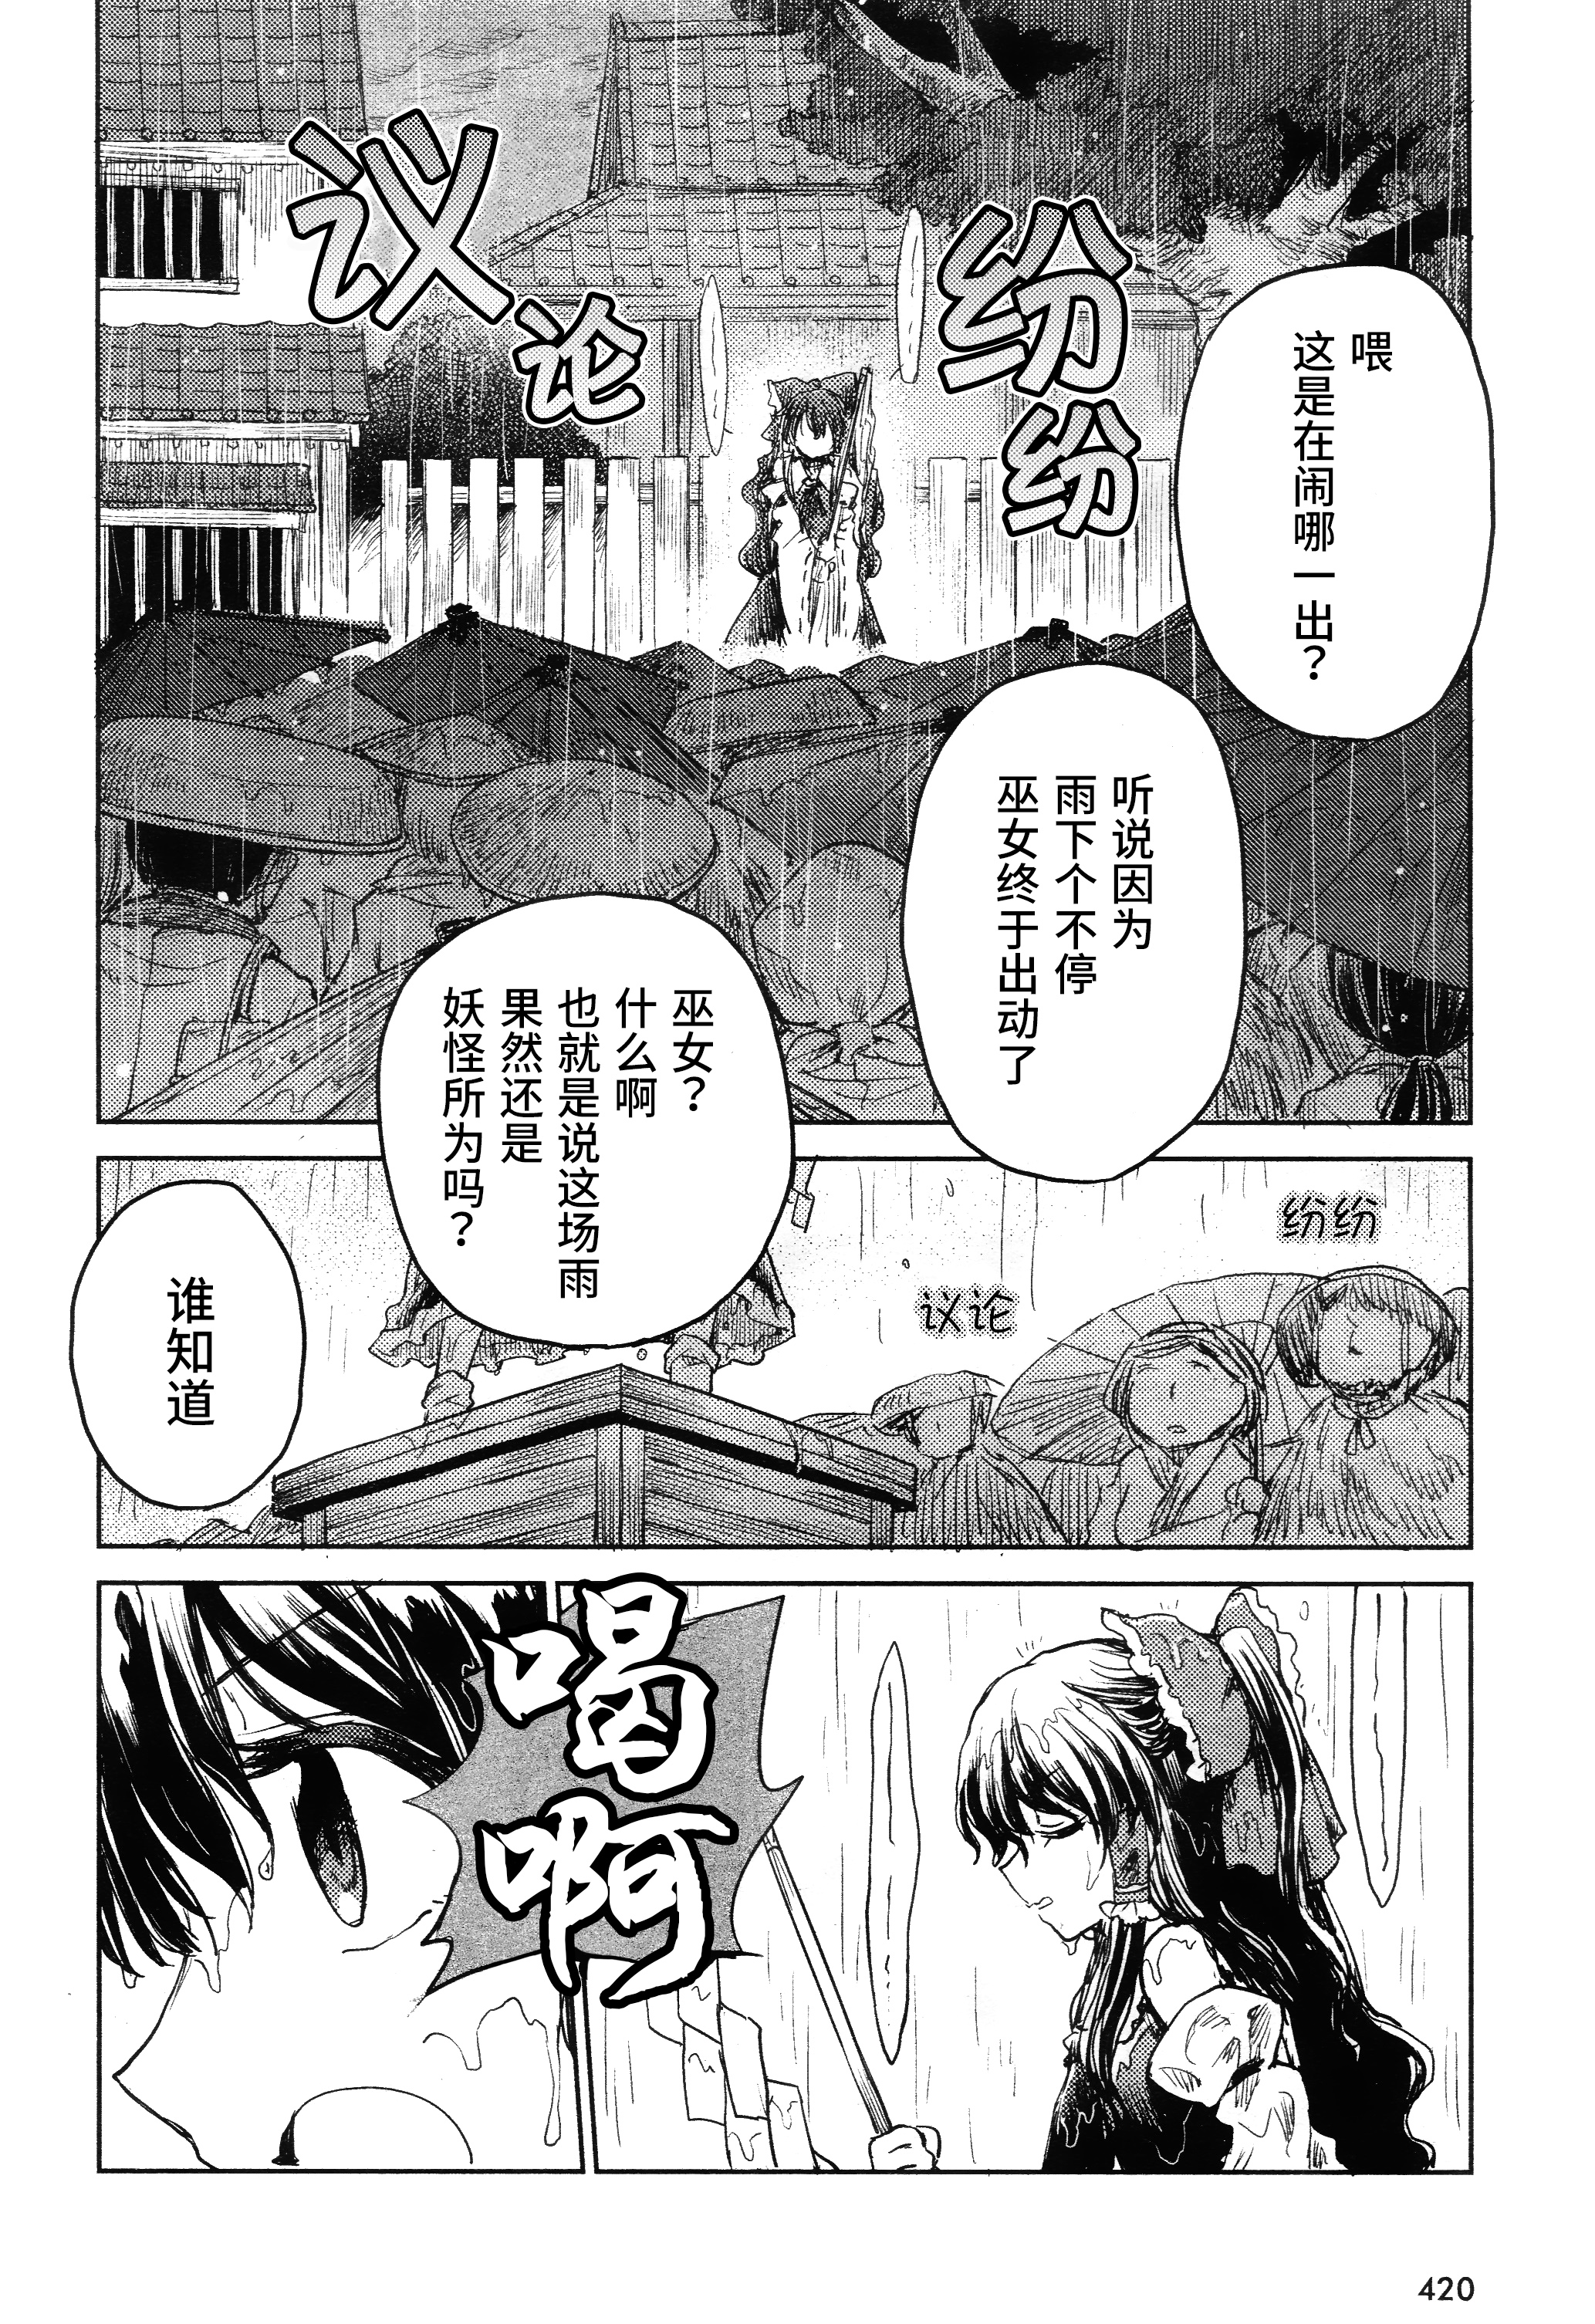 议论
纷纷
喂
这是在闹哪一出？
听说因为
雨下个不停
巫女终于出动了
巫女？
什么啊
也就是说这场雨
果然还是
妖怪所为吗？
纷纷
议论
谁知道
喝
啊
420